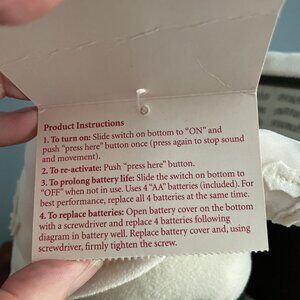 Product Instructions
1. To turn on: Slide switch on bottom to "ON" and
push "press here" button once (press again to stop sound
and movement).
2. To re-activate: Push "press here" button.
3. To prolong battery life: Slide the switch on bottom to
"OFF" when not in use. Uses 4 "AA" batteries (included). For
best performance, replace all 4 batteries at the same time.
4. To replace batteries: Open battery cover on the bottom
with a screwdriver and replace 4 batteries following
diagram in battery well. Replace battery cover and, using
screwdriver, firmly tighten the screw.